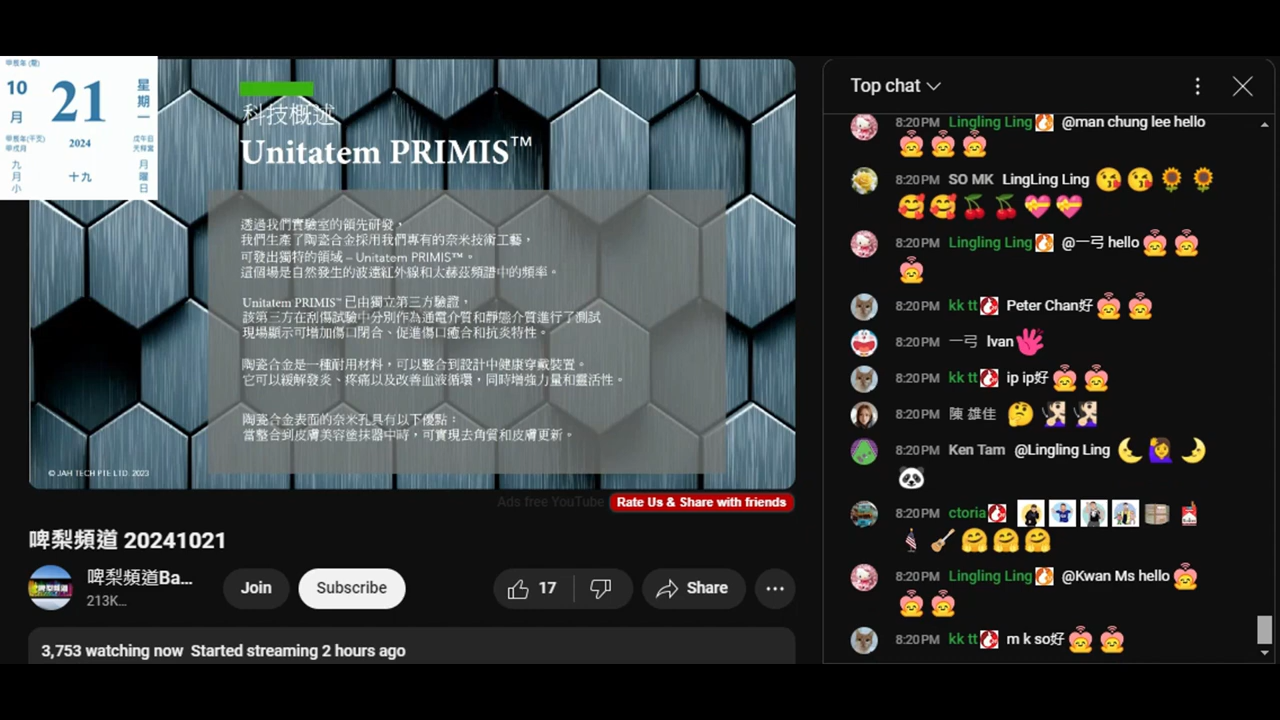 甲辰年(龍)
10
月
21
星
期
一
甲辰年(干支)
甲戌月
2024
九
月
小
十九
月
曜
日
科技概述
Unitatem PRIMIS™
透過我們實驗室的領先研發，
我們生產了陶瓷合金採用我們專有的奈米技術工藝，
可發出獨特的領域 – Unitatem PRIMIS™。
這個場是自然發生的波遠紅外線和太赫茲頻譜中的頻率。
Unitatem PRIMIS™ 已由獨立第三方驗證，
該第三方在刮傷試驗中分別作為通電介質和靜態介質進行了測試
現場顯示可增加傷口閉合、促進傷口癒合和抗炎特性。
陶瓷合金是一種耐用材料，可以整合到設計中健康穿戴裝置。
它可以緩解發炎、疼痛以及改善血液循環，同時增強力量和靈活性。
陶瓷合金表面的奈米孔具有以下優點：
當整合到皮膚美容塗抹器中時，可實現去角質和皮膚更新。
© JAH TECH PTE LTD. 2023
Ads free YouTube
Rate Us & Share with friends
啤梨頻道 20241021
啤梨頻道Ba...
213K...
Join
Subscribe
17
Share
3,753 watching now Started streaming 2 hours ago
Top chat
8:20 PM Lingling Ling @man chung lee hello
8:20 PM SO MK LingLing Ling
8:20 PM Lingling Ling @一弓 hello
8:20 PM kk tt Peter Chan好
8:20 PM 一弓 Ivan
8:20 PM kk tt ip ip好
8:20 PM 陳 雄佳
8:20 PM Ken Tam @Lingling Ling
8:20 PM ctoria
8:20 PM Lingling Ling @Kwan Ms hello
8:20 PM kk tt m k so好